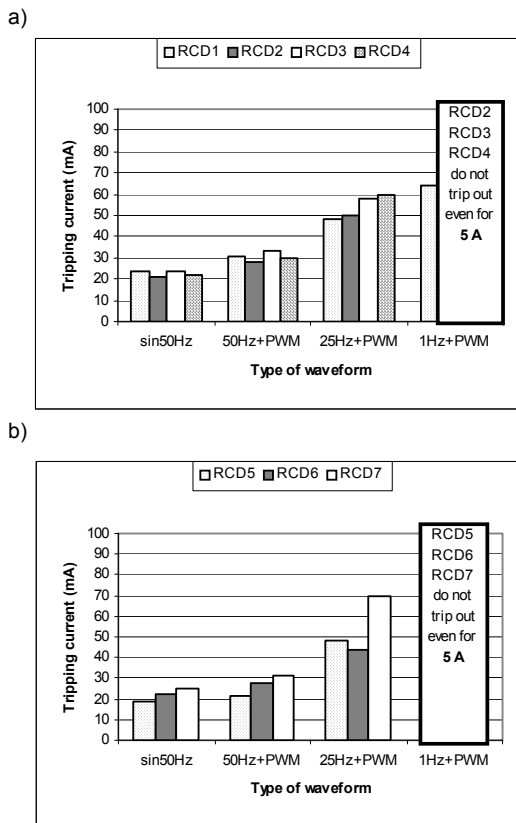 a)
RCD1 RCD2 RCD3 RCD4
Tripping current (mA)
100
90
80
70
60
50
40
30
20
10
0
RCD2
RCD3
RCD4
do not
trip out
even for
5 A
sin50Hz 50Hz+PWM 25Hz+PWM 1Hz+PWM
Type of waveform
b)
RCD5 RCD6 RCD7
Tripping current (mA)
100
90
80
70
60
50
40
30
20
10
0
RCD5
RCD6
RCD7
do not
trip out
even for
5 A
sin50Hz 50Hz+PWM 25Hz+PWM 1Hz+PWM
Type of waveform